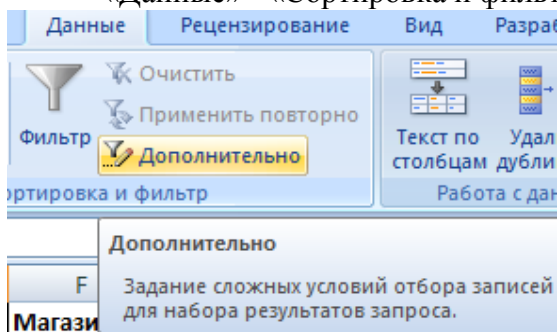 «Данные» «Сортировка и фильт
Данные Рецензирование Вид Разраб
Очистить
Применить повторно
Фильтр
Дополнительно
Текст по столбцам
Удал дубли
ортировка и фильтр
Работа с дан
Дополнительно
F
Задание сложных условий отбора записей
для набора результатов запроса.
Магази